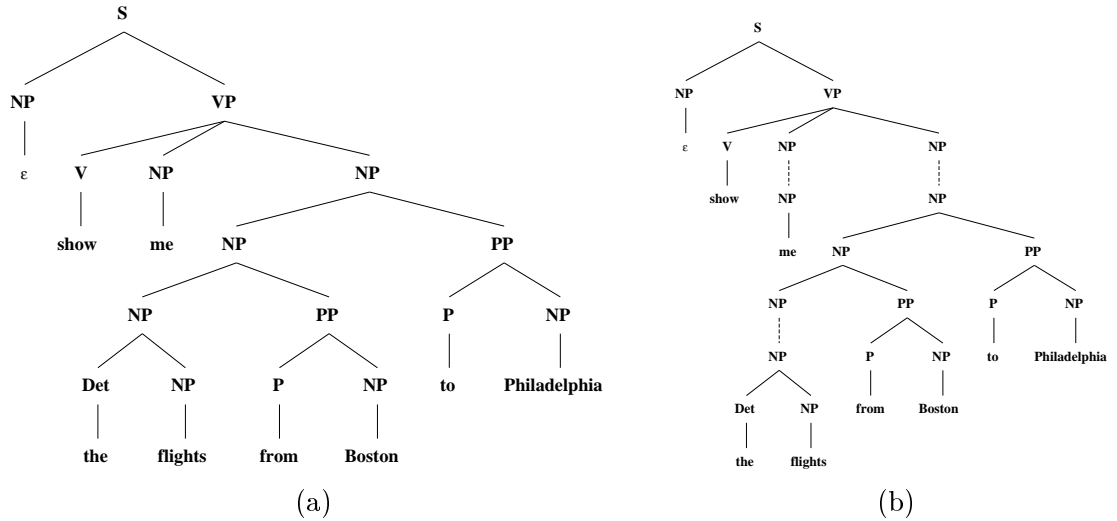 S
NP VP
ε V NP NP
show me NP PP
NP PP P NP
Det NP P NP to Philadelphia
the flights from Boston
(a)
S
NP VP
ε V NP NP
show NP NP
me NP PP
NP PP P NP
NP P NP to Philadelphia
Det NP from Boston
the flights
(b)